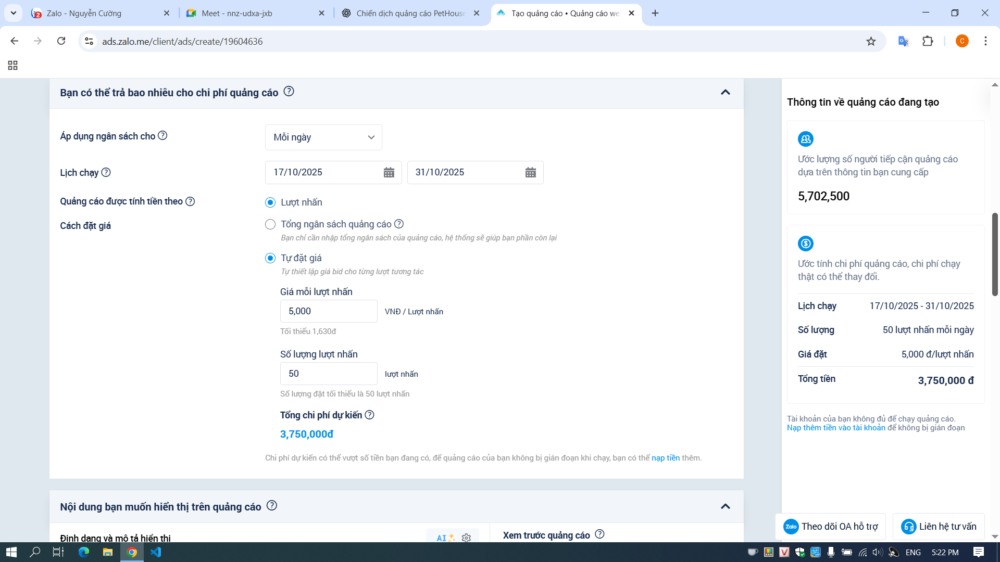 Zalo - Nguyễn Cường
Meet - nnz-udxa-jxb
Chiến dịch quảng cáo PetHouse
Tạo quảng cáo • Quảng cáo we
ads.zalo.me/client/ads/create/19604636
C
Bạn có thể trả bao nhiêu cho chi phí quảng cáo
Áp dụng ngân sách cho
Mỗi ngày
Lịch chạy
17/10/2025
31/10/2025
Quảng cáo được tính tiền theo
Lượt nhấn
Cách đặt giá
Tổng ngân sách quảng cáo
Bạn chỉ cần nhập tổng ngân sách của quảng cáo, hệ thống sẽ giúp bạn phần còn lại
Tự đặt giá
Tự thiết lập giá bid cho từng lượt tương tác
Giá mỗi lượt nhấn
5,000
VNĐ / Lượt nhấn
Tối thiểu 1,630đ
Số lượng lượt nhấn
50
lượt nhấn
Số lượng đặt tối thiểu là 50 lượt nhấn
Tổng chi phí dự kiến
3,750,000đ
Chi phí dự kiến có thể vượt số tiền bạn đang có, để quảng cáo của bạn không bị gián đoạn khi chạy, bạn có thể nạp tiền thêm.
Nội dung bạn muốn hiển thị trên quảng cáo
Định dạng và mô tả hiển thị
AI
Xem trước quảng cáo
Thông tin về quảng cáo đang tạo
Ước lượng số người tiếp cận quảng cáo
dựa trên thông tin bạn cung cấp
5,702,500
Ước tính chi phí quảng cáo, chi phí chạy
thật có thể thay đổi.
Lịch chạy
17/10/2025 - 31/10/2025
Số lượng
50 lượt nhấn mỗi ngày
Giá đặt
5,000 đ/lượt nhấn
Tổng tiền
3,750,000 đ
Tài khoản của bạn không đủ để chạy quảng cáo.
Nạp thêm tiền vào tài khoản để không bị gián đoạn
Zalo
Theo dõi OA hỗ trợ
Liên hệ tư vấn
ENG
5:22 PM